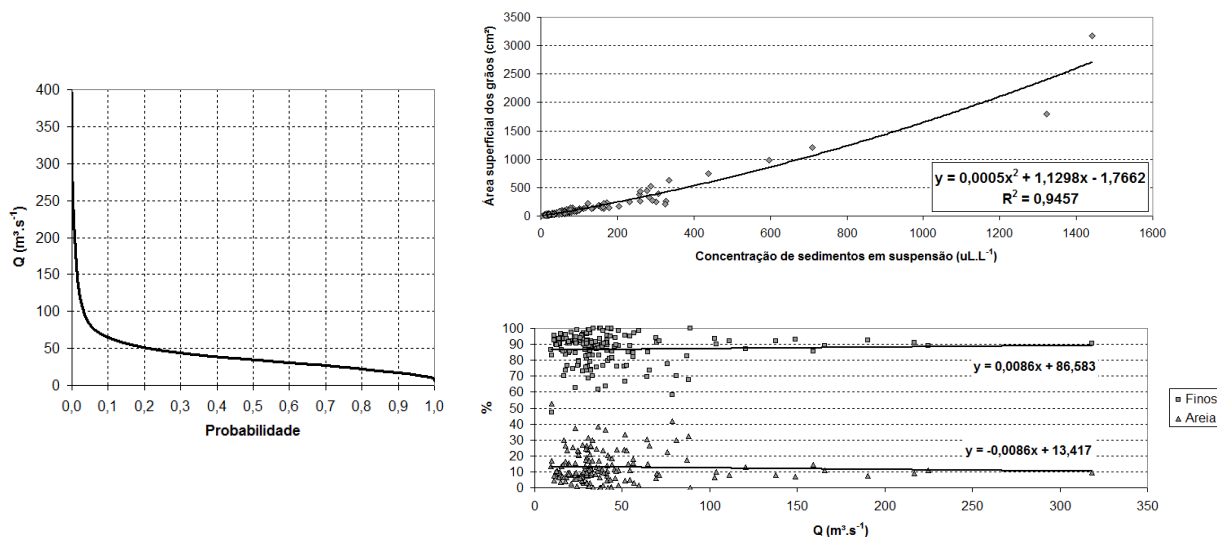 400
350
300
250
200
150
100
50
0
Q (m³.s⁻¹)
0,0 0,1 0,2 0,3 0,4 0,5 0,6 0,7 0,8 0,9 1,0
Probabilidade
3500
3000
2500
2000
1500
1000
500
0
Área superficial dos grãos (cm²)
y = 0,0005x² + 1,1298x - 1,7662
R² = 0,9457
0 200 400 600 800 1000 1200 1400 1600
Concentração de sedimentos em suspensão (uL.L⁻¹)
100
90
80
70
60
50
40
30
20
10
0
%
y = 0,0086x + 86,583
y = -0,0086x + 13,417
0 50 100 150 200 250 300 350
Q (m³.s⁻¹)
Finos
Areia